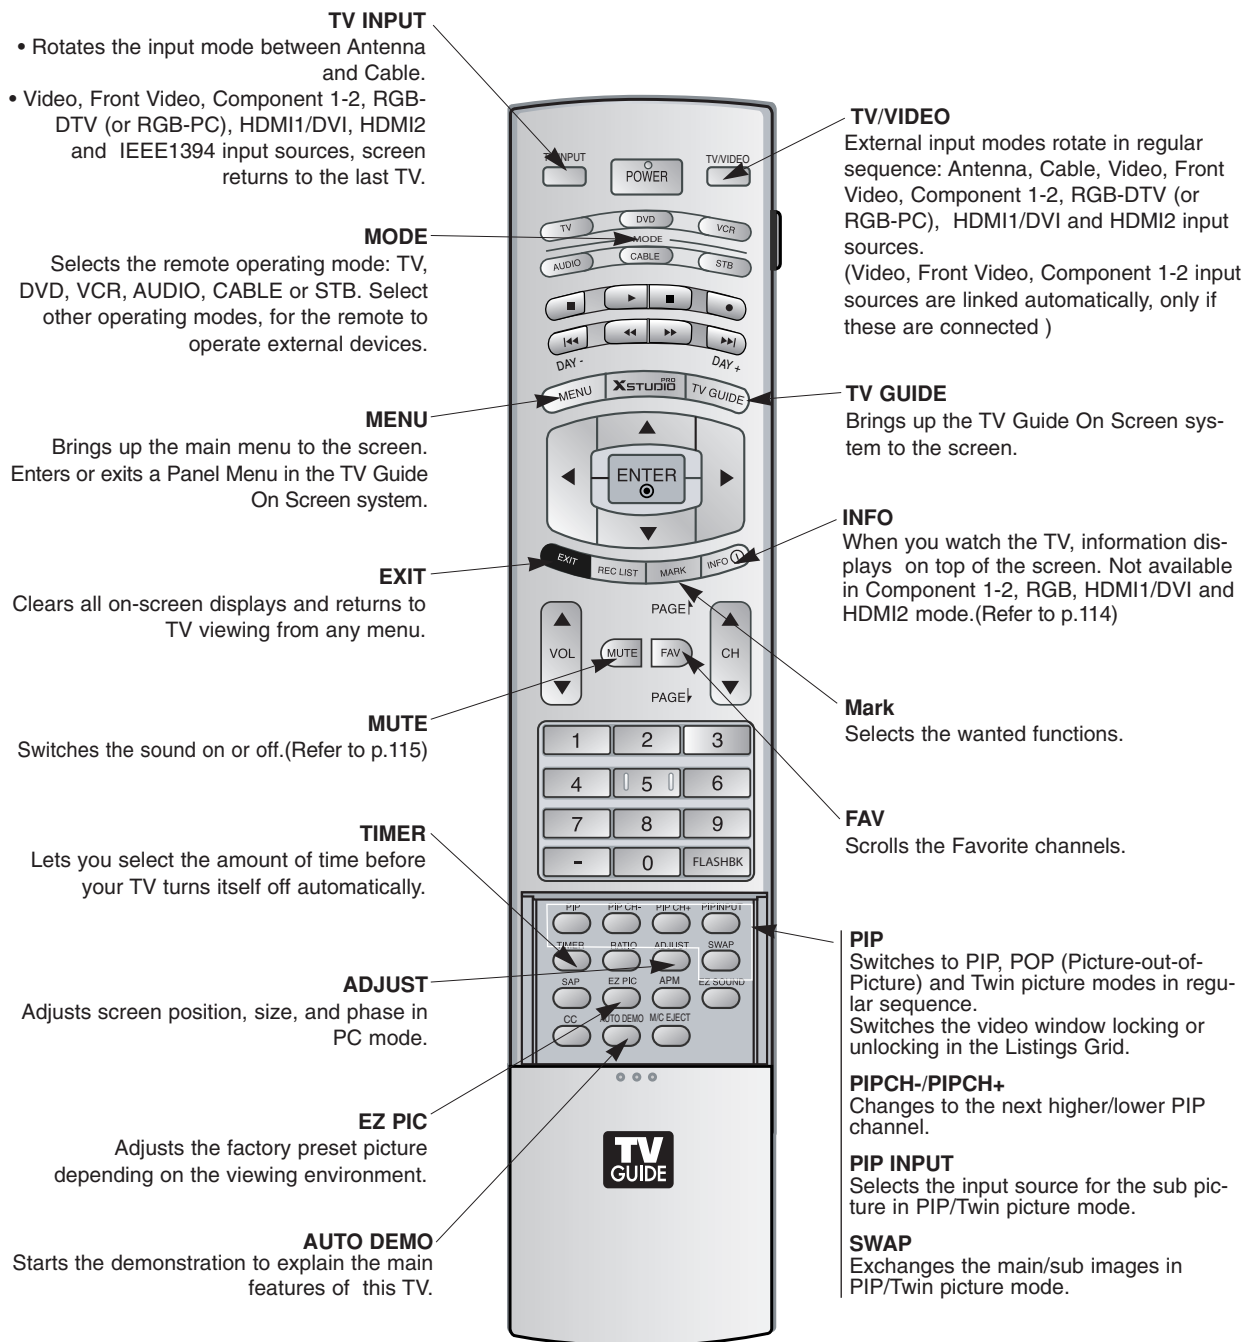 TV INPUT
• Rotates the input mode between Antenna
and Cable.
• Video, Front Video, Component 1-2, RGB-
DTV (or RGB-PC), HDMI1/DVI, HDMI2
and IEEE1394 input sources, screen
returns to the last TV.
MODE
Selects the remote operating mode: TV,
DVD, VCR, AUDIO, CABLE or STB. Select
other operating modes, for the remote to
operate external devices.
MENU
Brings up the main menu to the screen.
Enters or exits a Panel Menu in the TV Guide
On Screen system.
EXIT
Clears all on-screen displays and returns to
TV viewing from any menu.
MUTE
Switches the sound on or off.(Refer to p.115)
TIMER
Lets you select the amount of time before
your TV turns itself off automatically.
ADJUST
Adjusts screen position, size, and phase in
PC mode.
EZ PIC
Adjusts the factory preset picture
depending on the viewing environment.
AUTO DEMO
Starts the demonstration to explain the main
features of this TV.
TV INPUT
POWER
TV/VIDEO
TV
DVD
VCR
MODE
AUDIO
CABLE
STB
DAY -
DAY +
MENU
XSTUDIO PRO
TV GUIDE
ENTER
EXIT
REC LIST
MARK
INFO i
PAGE
VOL
MUTE
FAV
CH
PAGE
1 2 3
4 5 6
7 8 9
- 0 FLASHBK
PIP PIP CH- PIP CH+ PIPINPUT
TIMER RATIO ADJUST SWAP
SAP EZ PIC APM EZ SOUND
CC AUTO DEMO M/C EJECT
TV
GUIDE
TV/VIDEO
External input modes rotate in regular
sequence: Antenna, Cable, Video, Front
Video, Component 1-2, RGB-DTV (or
RGB-PC), HDMI1/DVI and HDMI2 input
sources.
(Video, Front Video, Component 1-2 input
sources are linked automatically, only if
these are connected )
TV GUIDE
Brings up the TV Guide On Screen sys-
tem to the screen.
INFO
When you watch the TV, information dis-
plays on top of the screen. Not available
in Component 1-2, RGB, HDMI1/DVI and
HDMI2 mode.(Refer to p.114)
Mark
Selects the wanted functions.
FAV
Scrolls the Favorite channels.
PIP
Switches to PIP, POP (Picture-out-of-
Picture) and Twin picture modes in regu-
lar sequence.
Switches the video window locking or
unlocking in the Listings Grid.
PIPCH-/PIPCH+
Changes to the next higher/lower PIP
channel.
PIP INPUT
Selects the input source for the sub pic-
ture in PIP/Twin picture mode.
SWAP
Exchanges the main/sub images in
PIP/Twin picture mode.